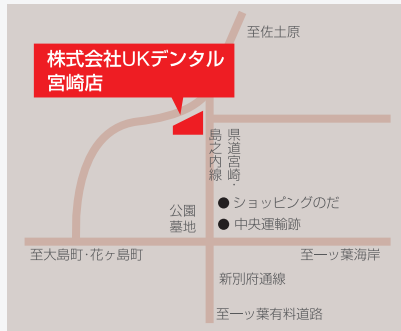 至佐土原
株式会社UKデンタル
宮崎店
県道宮崎・
島之内線
ショッピングのだ
公園
墓地
中央運輸跡
至大島町・花ヶ島町
至一ッ葉海岸
新別府通線
至一ッ葉有料道路